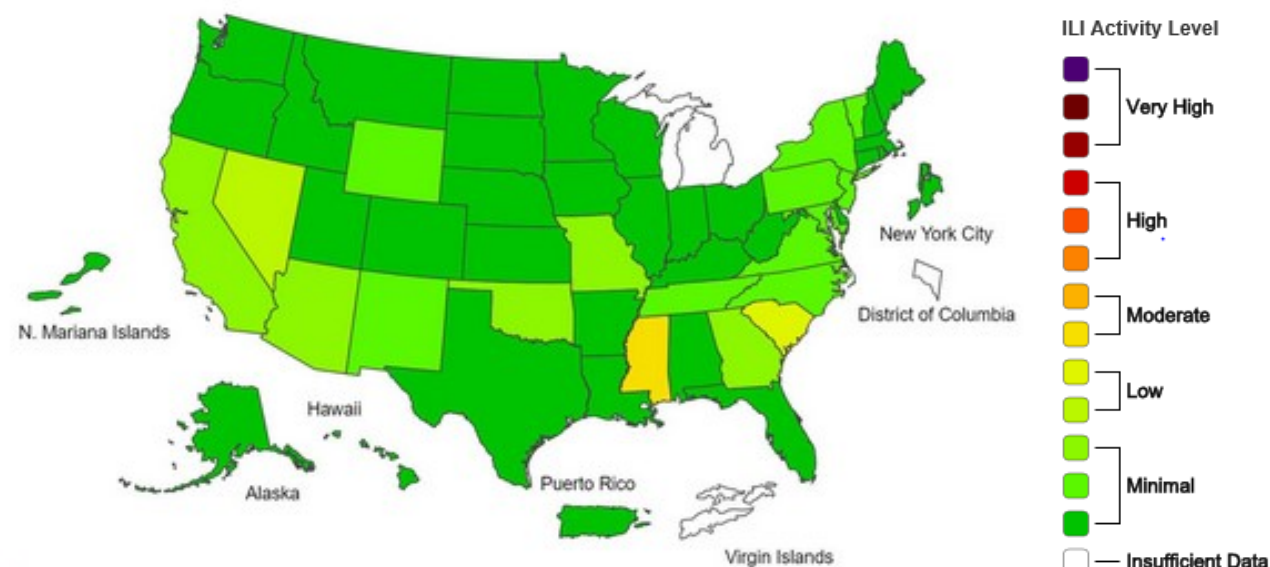 ILI Activity Level
Very High
High
Moderate
Low
Minimal
Insufficient Data
New York City
District of Columbia
N. Mariana Islands
Hawaii
Alaska
Puerto Rico
Virgin Islands